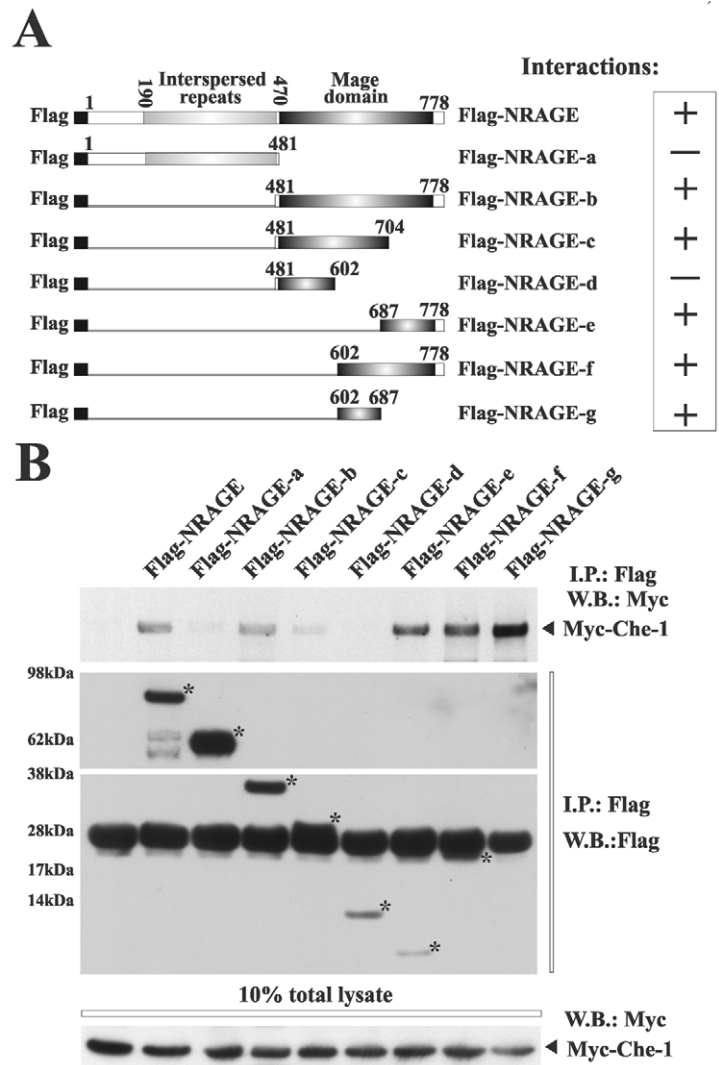 A
Interactions:
1 190 Interspersed repeats 470 Mage domain 778
Flag Flag-NRAGE +
1 481
Flag Flag-NRAGE-a —
481 778
Flag Flag-NRAGE-b +
481 704
Flag Flag-NRAGE-c +
481 602
Flag Flag-NRAGE-d —
687 778
Flag Flag-NRAGE-e +
602 778
Flag Flag-NRAGE-f +
602 687
Flag Flag-NRAGE-g +
B
Flag-NRAGE
Flag-NRAGE-a
Flag-NRAGE-b
Flag-NRAGE-c
Flag-NRAGE-d
Flag-NRAGE-e
Flag-NRAGE-f
Flag-NRAGE-g
I.P.: Flag
W.B.: Myc
Myc-Che-1
98kDa
*
*
62kDa
38kDa
*
*
I.P.: Flag
28kDa
W.B.:Flag
*
17kDa
14kDa
*
*
10% total lysate
W.B.: Myc
Myc-Che-1